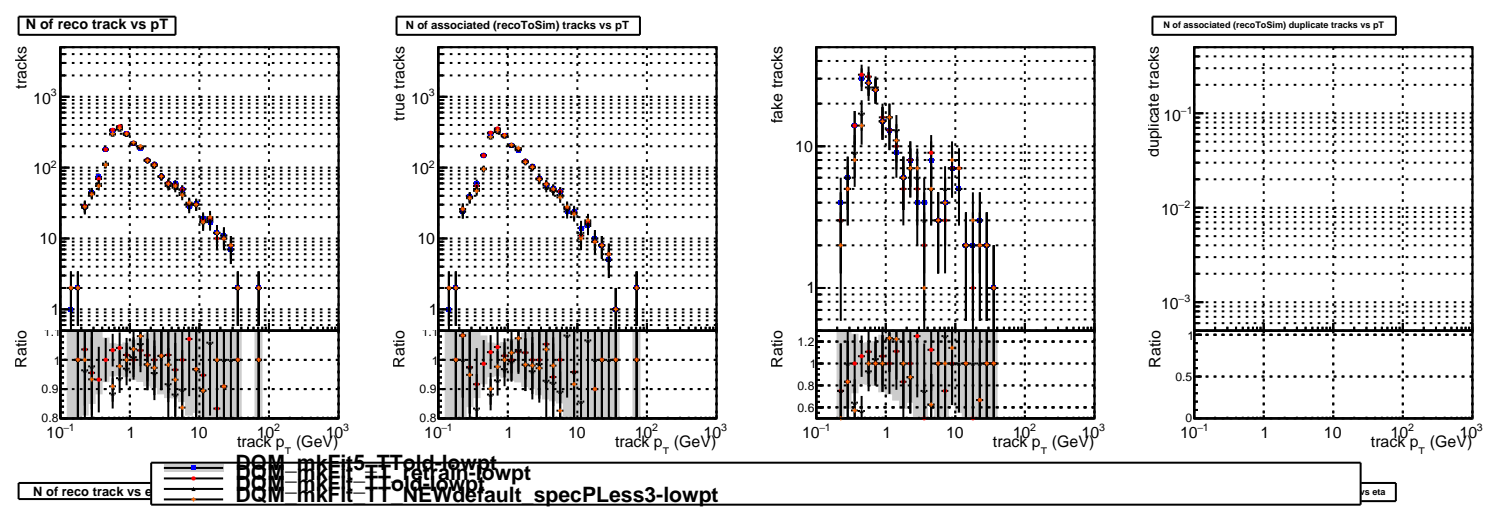 N of reco track vs pT
N of associated (recoToSim) tracks vs pT
N of associated (recoToSim) duplicate tracks vs pT
tracks
10³
10²
10
1
Ratio
1.1
1
0.9
0.8
10⁻¹ 1 10 10² 10³
track p_T (GeV)
true tracks
10³
10²
10
1
Ratio
1.1
1
0.9
0.8
10⁻¹ 1 10 10² 10³
track p_T (GeV)
fake tracks
10
1
Ratio
1.2
1
0.8
0.6
10⁻¹ 1 10 10² 10³
track p_T (GeV)
duplicate tracks
10⁻¹
10⁻²
10⁻³
Ratio
1
0.5
0
10⁻¹ 1 10 10² 10³
track p_T (GeV)
DQM_mkFit5_TTold-lowpt
DQM_mkFit_TT_retrain-lowpt
DQM_mkFit_TTold-lowpt
DQM_mkFit_TT_NEWdefault_specPLess3-lowpt
N of reco track vs e
vs eta